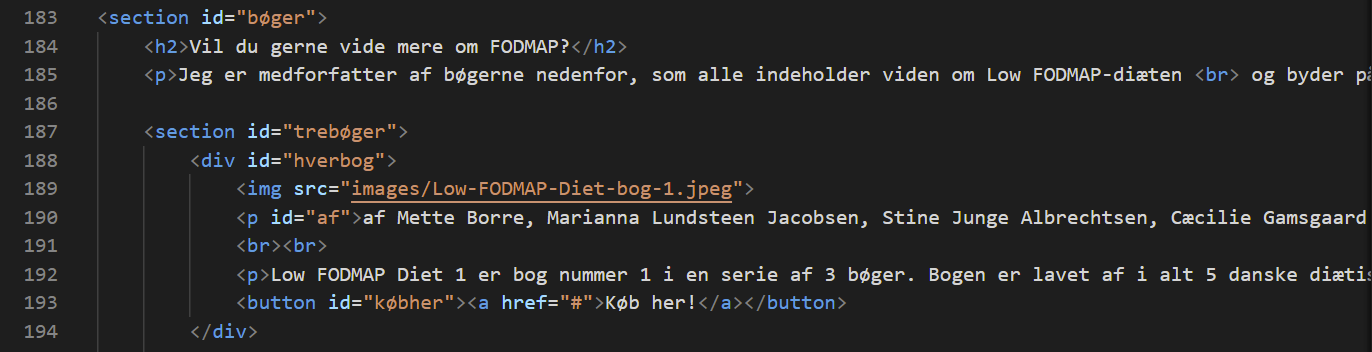 183 <section id="bøger">
184 <h2>Vil du gerne vide mere om FODMAP?</h2>
185 <p>Jeg er medforfatter af bøgerne nedenfor, som alle indeholder viden om Low FODMAP-diæten <br> og byder
186
187 <section id="trebøger">
188 <div id="hverbog">
189 <img src="images/Low-FODMAP-Diet-bog-1.jpeg">
190 <p id="af">af Mette Borre, Marianna Lundsteen Jacobsen, Stine Junge Albrechtsen, Cæcilie Gamsgaard
191 <br><br>
192 <p>Low FODMAP Diet 1 er bog nummer 1 i en serie af 3 bøger. Bogen er lavet af i alt 5 danske
193 <button id="købher"><a href="#">Køb her!</a></button>
194 </div>